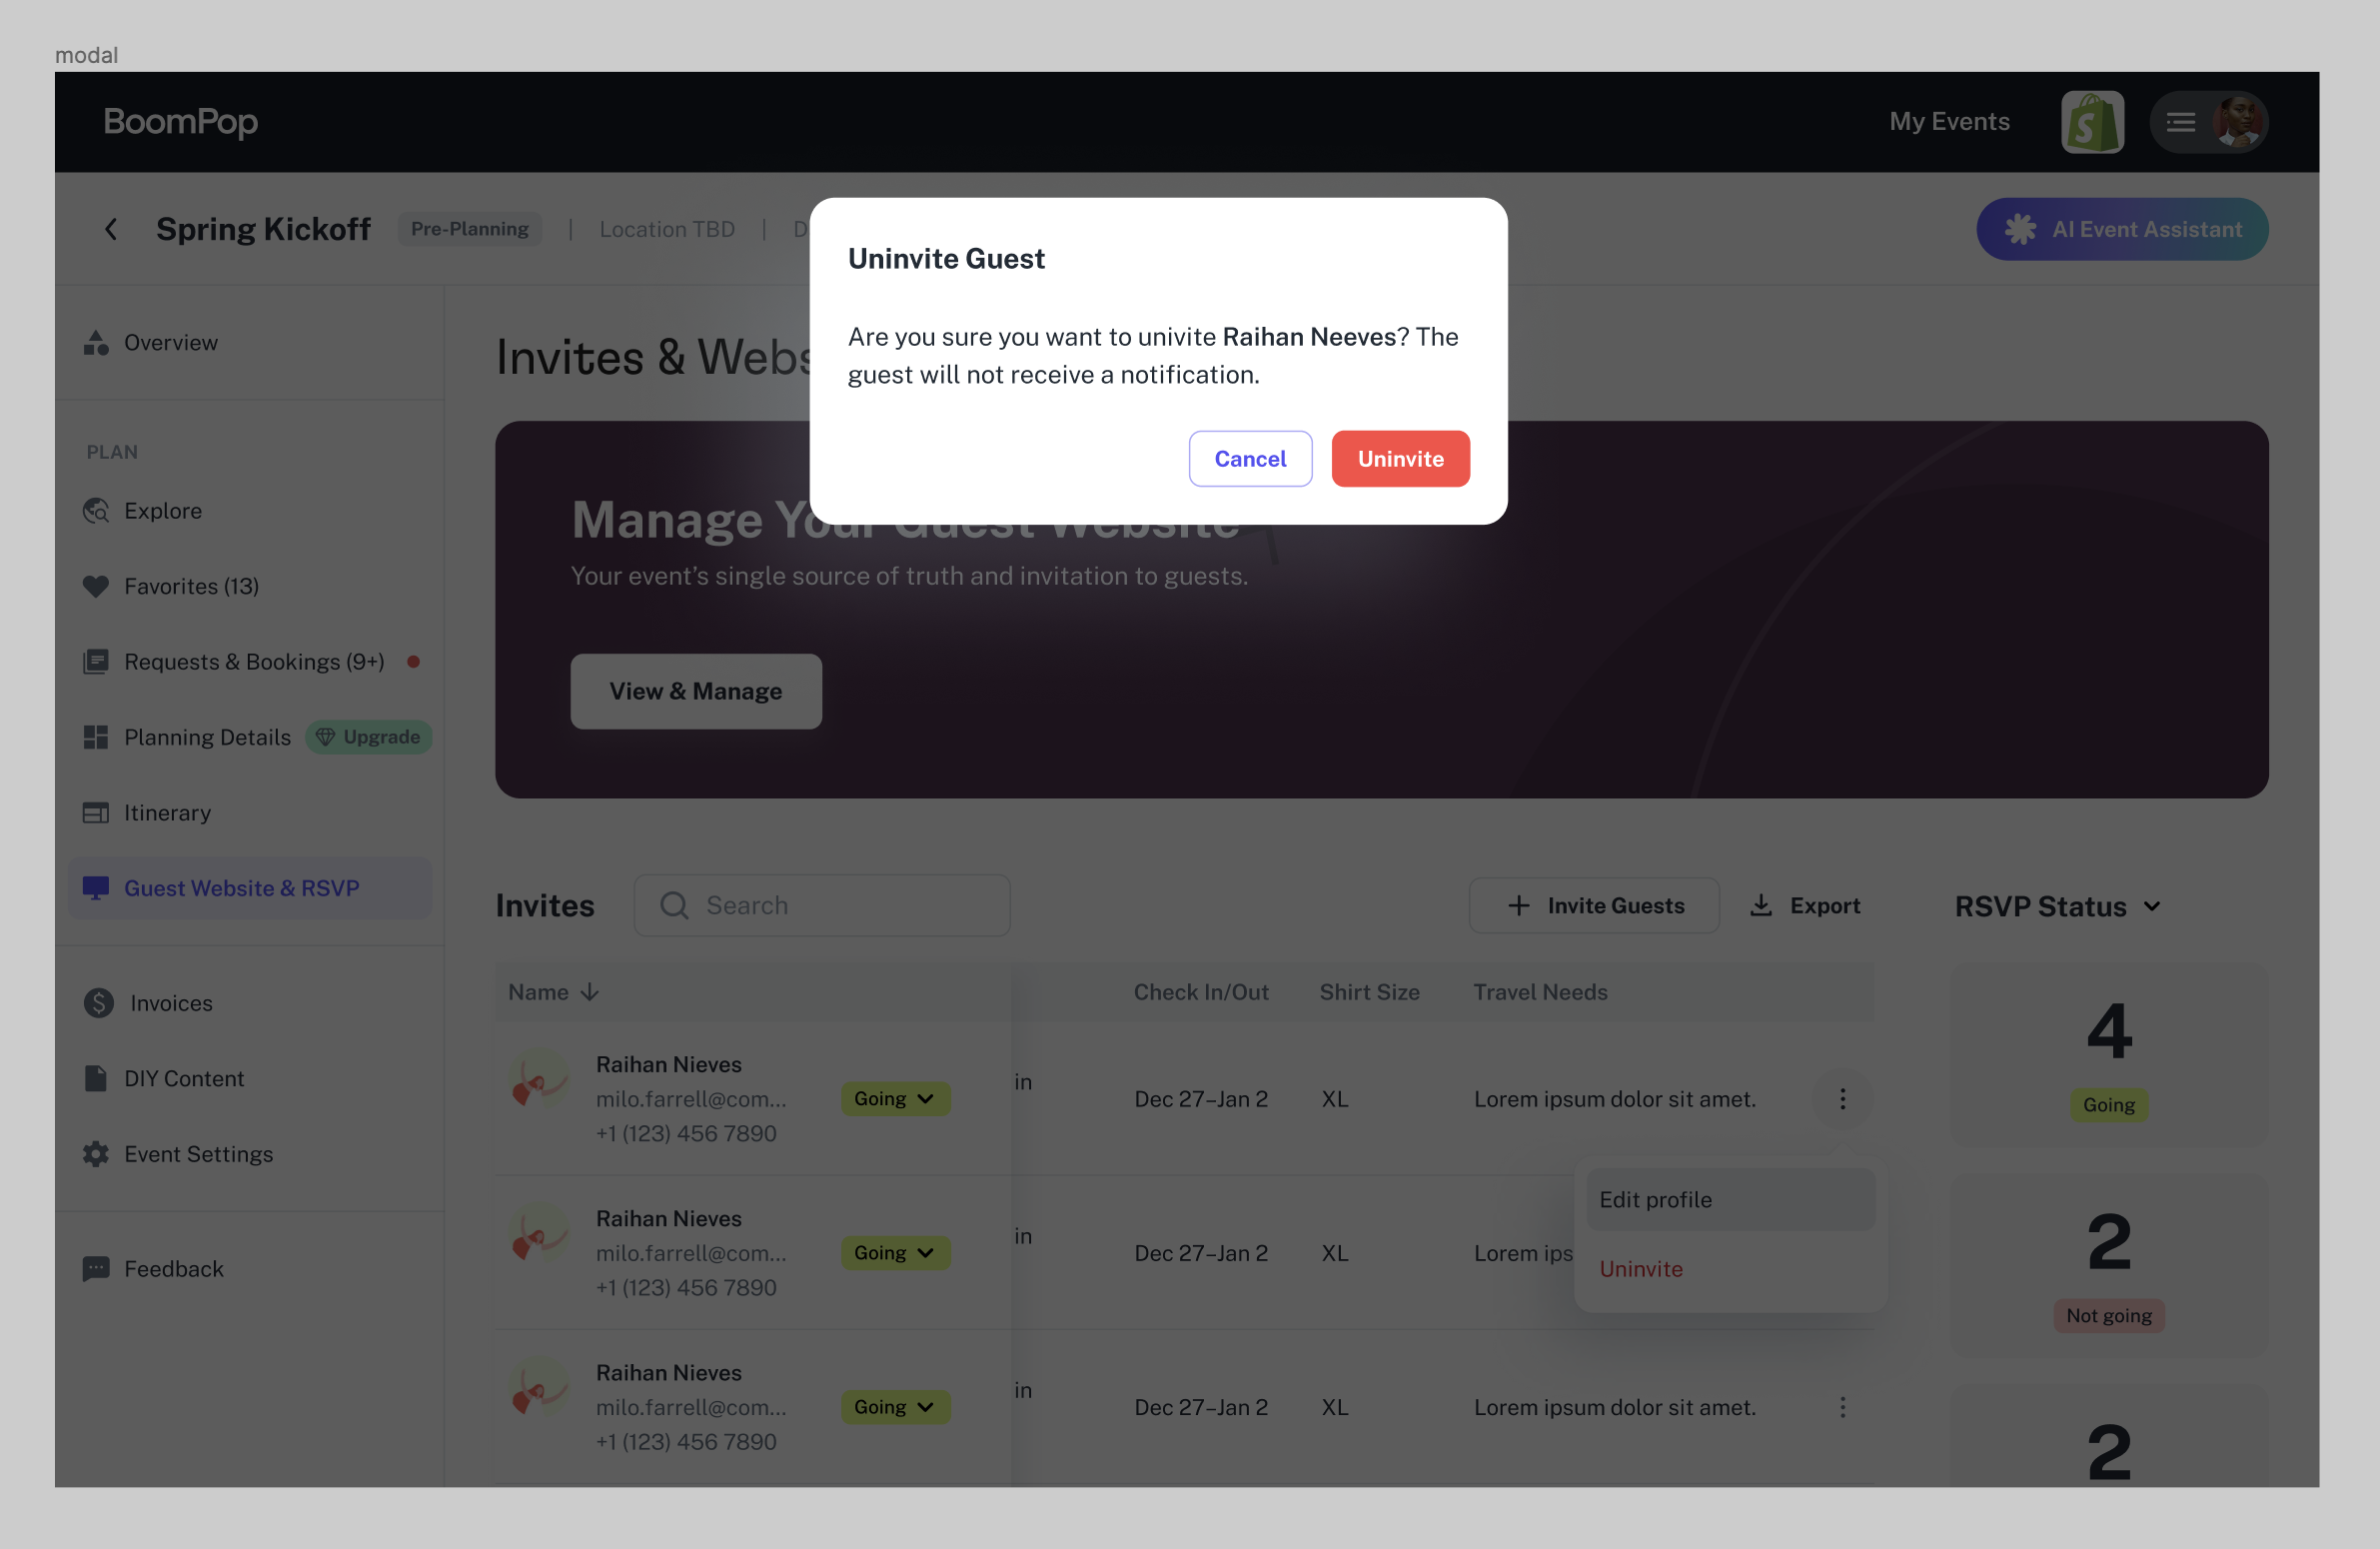 modal
BoomPop
My Events
Spring Kickoff
Pre-Planning
| Location TBD |
AI Event Assistant
Uninvite Guest
Are you sure you want to univite Raihan Neeves? The
guest will not receive a notification.
Cancel
Uninvite
Overview
PLAN
Explore
Favorites (13)
Requests & Bookings (9+)
Planning Details
Upgrade
Itinerary
Guest Website & RSVP
Invoices
DIY Content
Event Settings
Feedback
Invites &
Manage Your Guest Website
Your event’s single source of truth and invitation to guests.
View & Manage
Invites
Search
Invite Guests
Export
RSVP Status
Name
Check In/Out
Shirt Size
Travel Needs
Raihan Nieves
milo.farrell@com...
+1 (123) 456 7890
Going
in
Dec 27–Jan 2
XL
Lorem ipsum dolor sit amet.
Edit profile
Uninvite
Raihan Nieves
milo.farrell@com...
+1 (123) 456 7890
Going
in
Dec 27–Jan 2
XL
Lorem ips
Raihan Nieves
milo.farrell@com...
+1 (123) 456 7890
Going
in
Dec 27–Jan 2
XL
Lorem ipsum dolor sit amet.
4
Going
2
Not going
2